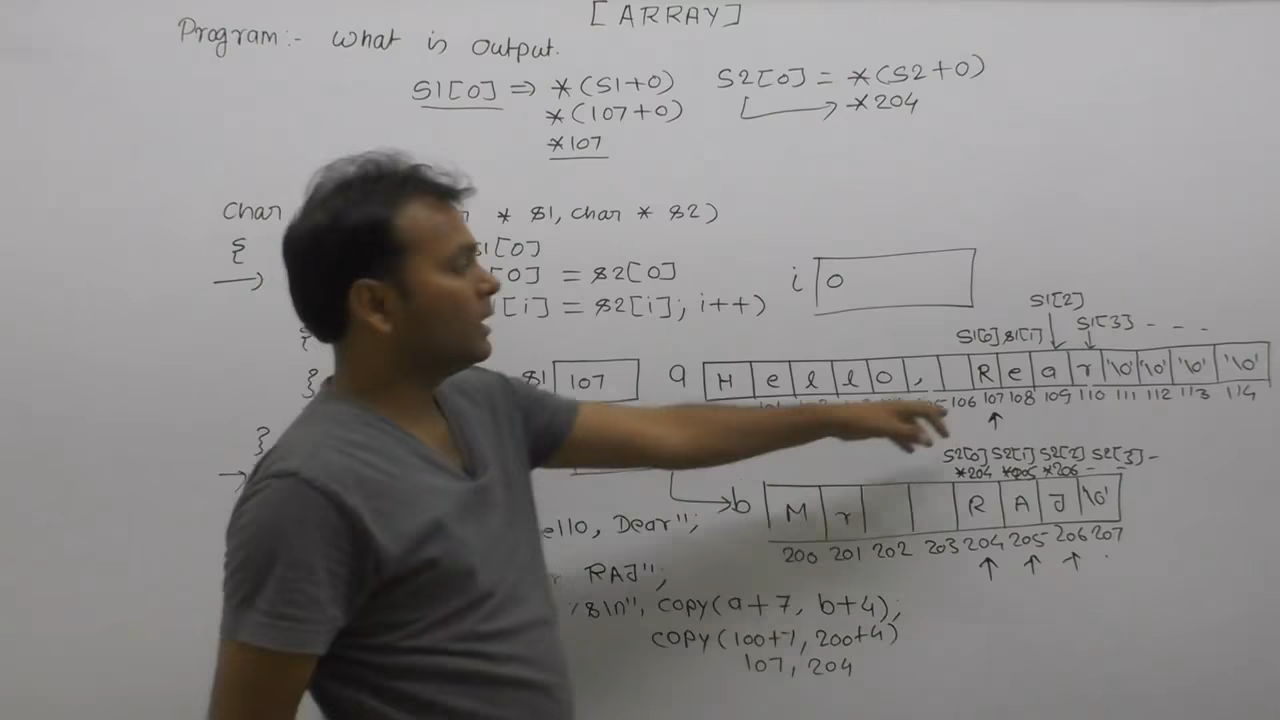 [ARRAY]
Program:- What is output.
S1[0] ⇒ *(S1+0) S2[0] = *(S2+0)
*(107+0) *204
*107
Char * S1, char * S2)
{ S1[0]
[0] = S2[0] i 0
[i] = S2[i]; i++) S1[2]
S1[0] S1[1] S1[3] - - -
{
} S1 107 a H e l l o , R e a r '\0' '\0' '\0' '\0'
106 107 108 109 110 111 112 113 114
} S2[0] S2[1] S2[2] S2[3] -
*204 *205 *206 - -
b M r R A J '\0'
ello, Dear"; 200 201 202 203 204 205 206 207
RAJ";
\n", copy(a+7, b+4);
copy(100+7, 200+4)
107, 204